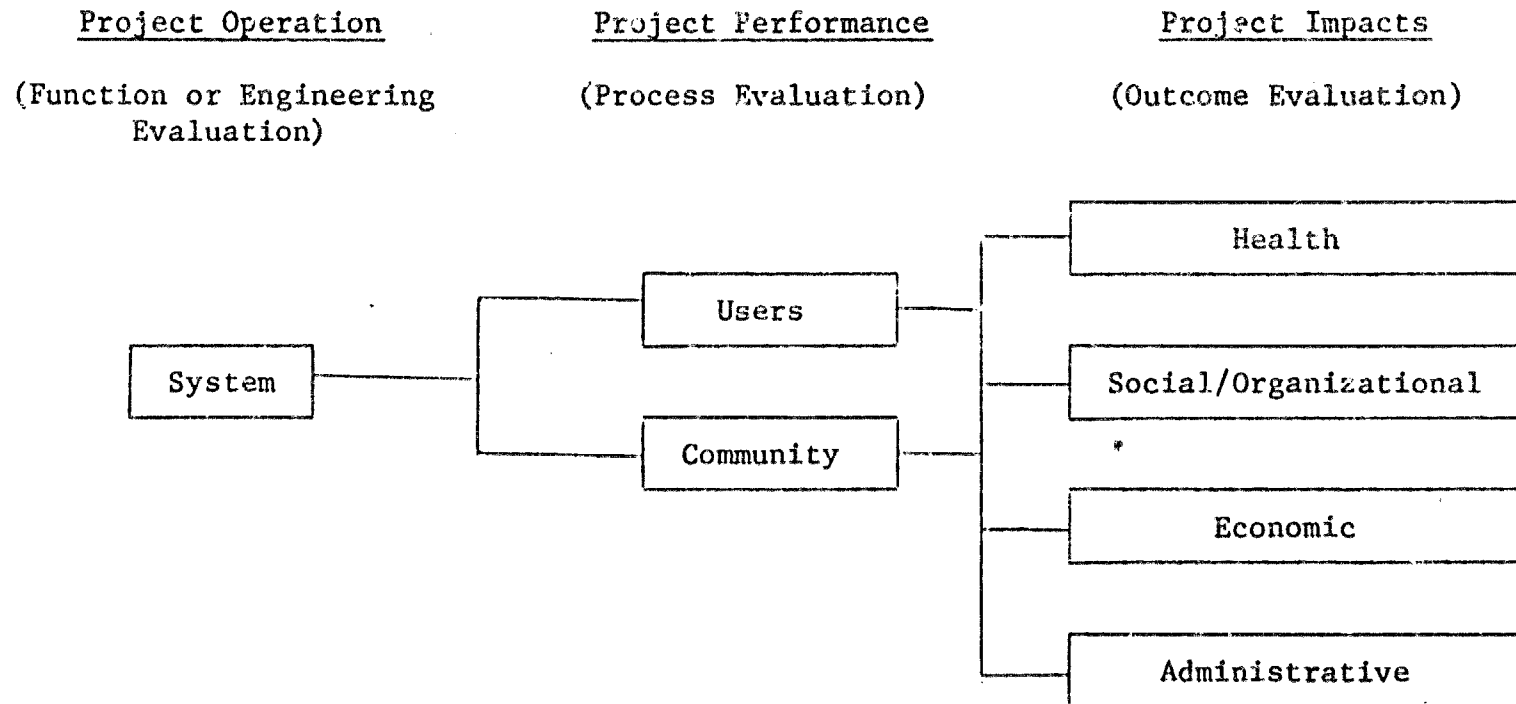 Project Operation
Project Performance
Project Impacts
(Function or Engineering
Evaluation)
(Process Evaluation)
(Outcome Evaluation)
System
Users
Community
Health
Social/Organizational
Economic
Administrative